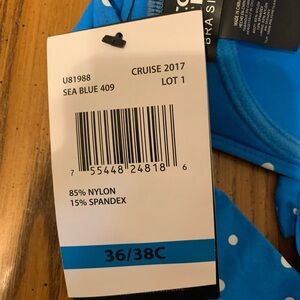 U81988
CRUISE 2017
SEA BLUE 409
LOT 1
7 55448 24818 6
85% NYLON
15% SPANDEX
36/38C